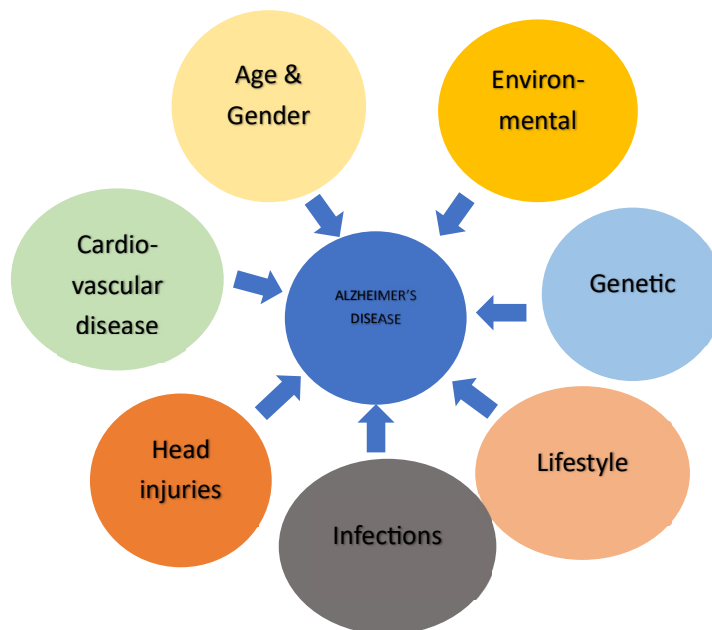 Age &
Gender
Environ-
mental
Cardio-
vascular
disease
ALZHEIMER'S
DISEASE
Genetic
Head
injuries
Lifestyle
Infections